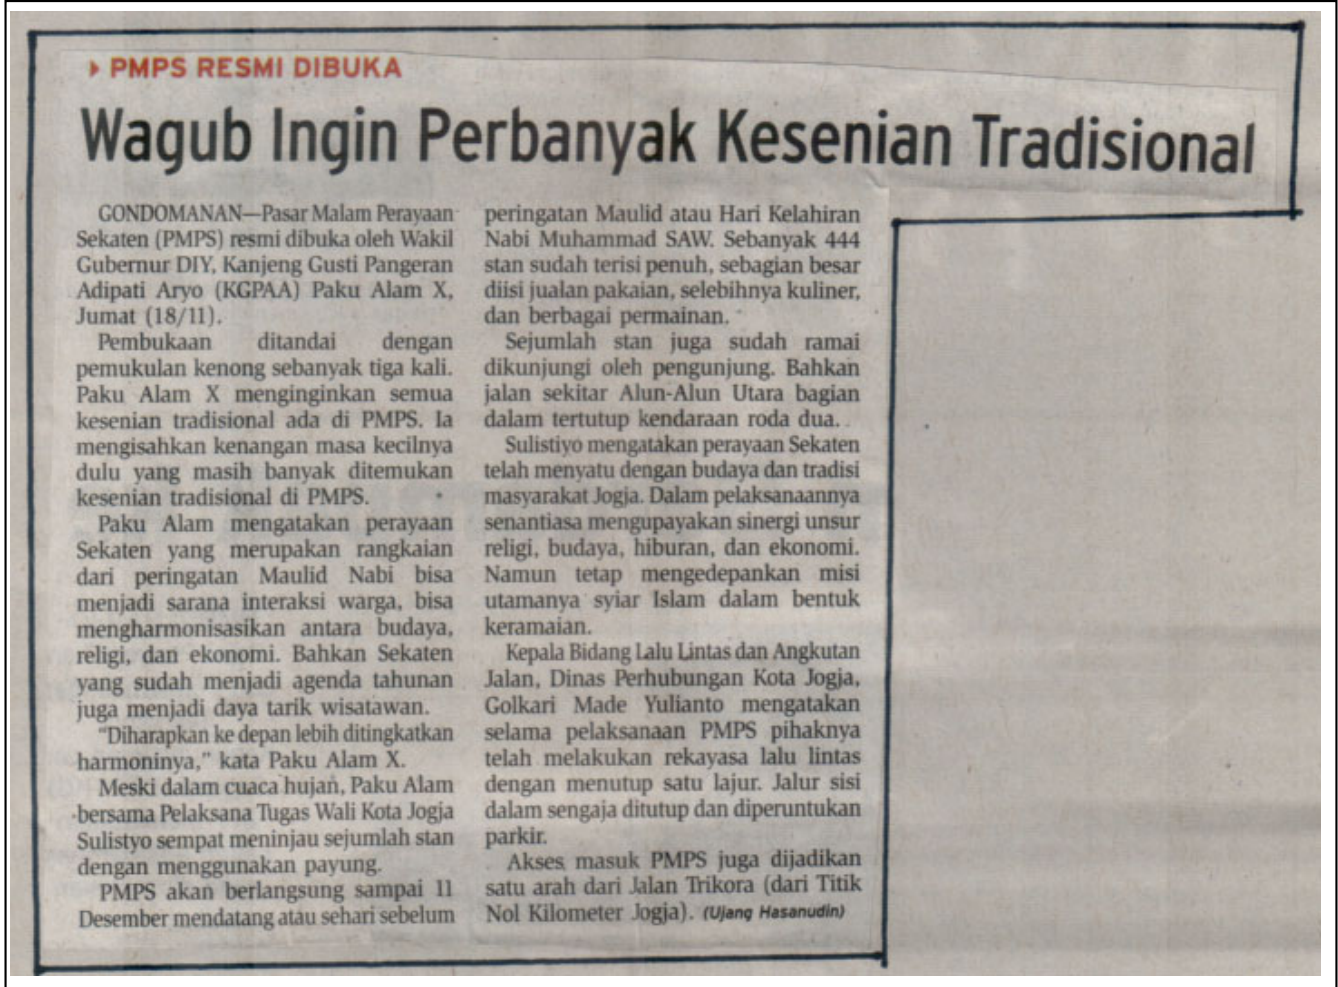 PMPS RESMI DIBUKA
Wagub Ingin Perbanyak Kesenian Tradisional
GONDOMANAN—Pasar Malam Perayaan
Sekaten (PMPS) resmi dibuka oleh Wakil
Gubernur DIY, Kanjeng Gusti Pangeran
Adipati Aryo (KGPAA) Paku Alam X,
Jumat (18/11).
Pembukaan ditandai dengan
pemukulan kenong sebanyak tiga kali.
Paku Alam X menginginkan semua
kesenian tradisional ada di PMPS. Ia
mengisahkan kenangan masa kecilnya
dulu yang masih banyak ditemukan
kesenian tradisional di PMPS.
Paku Alam mengatakan perayaan
Sekaten yang merupakan rangkaian
dari peringatan Maulid Nabi bisa
menjadi sarana interaksi warga, bisa
mengharmonisasikan antara budaya,
religi, dan ekonomi. Bahkan Sekaten
yang sudah menjadi agenda tahunan
juga menjadi daya tarik wisatawan.
"Diharapkan ke depan lebih ditingkatkan
harmoninya," kata Paku Alam X.
Meski dalam cuaca hujan, Paku Alam
bersama Pelaksana Tugas Wali Kota Jogja
Sulistyo sempat meninjau sejumlah stan
dengan menggunakan payung.
PMPS akan berlangsung sampai 11
Desember mendatang atau sehari sebelum
peringatan Maulid atau Hari Kelahiran
Nabi Muhammad SAW. Sebanyak 444
stan sudah terisi penuh, sebagian besar
diisi jualan pakaian, selebihnya kuliner,
dan berbagai permainan.
Sejumlah stan juga sudah ramai
dikunjungi oleh pengunjung. Bahkan
jalan sekitar Alun-Alun Utara bagian
dalam tertutup kendaraan roda dua.
Sulistiyo mengatakan perayaan Sekaten
telah menyatu dengan budaya dan tradisi
masyarakat Jogja. Dalam pelaksanaannya
senantiasa mengupayakan sinergi unsur
religi, budaya, hiburan, dan ekonomi.
Namun tetap mengedepankan misi
utamanya syiar Islam dalam bentuk
keramaian.
Kepala Bidang Lalu Lintas dan Angkutan
Jalan, Dinas Perhubungan Kota Jogja,
Golkari Made Yulianto mengatakan
selama pelaksanaan PMPS pihaknya
telah melakukan rekayasa lalu lintas
dengan menutup satu lajur. Jalur sisi
dalam sengaja ditutup dan diperuntukan
parkir.
Akses masuk PMPS juga dijadikan
satu arah dari Jalan Trikora (dari Titik
Nol Kilometer Jogja). (Ujang Hasanudin)